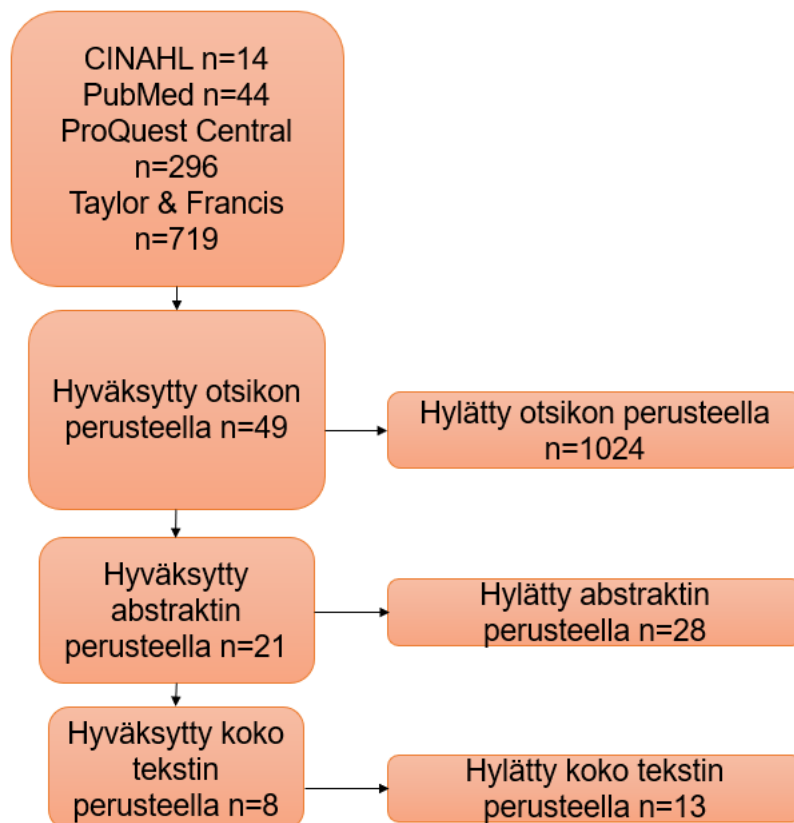 CINAHL n=14
PubMed n=44
ProQuest Central
n=296
Taylor & Francis
n=719
Hyväksytty otsikon
perusteella n=49
Hylätty otsikon perusteella
n=1024
Hyväksytty
abstraktin
perusteella n=21
Hylätty abstraktin
perusteella n=28
Hyväksytty koko
tekstin
perusteella n=8
Hylätty koko tekstin
perusteella n=13